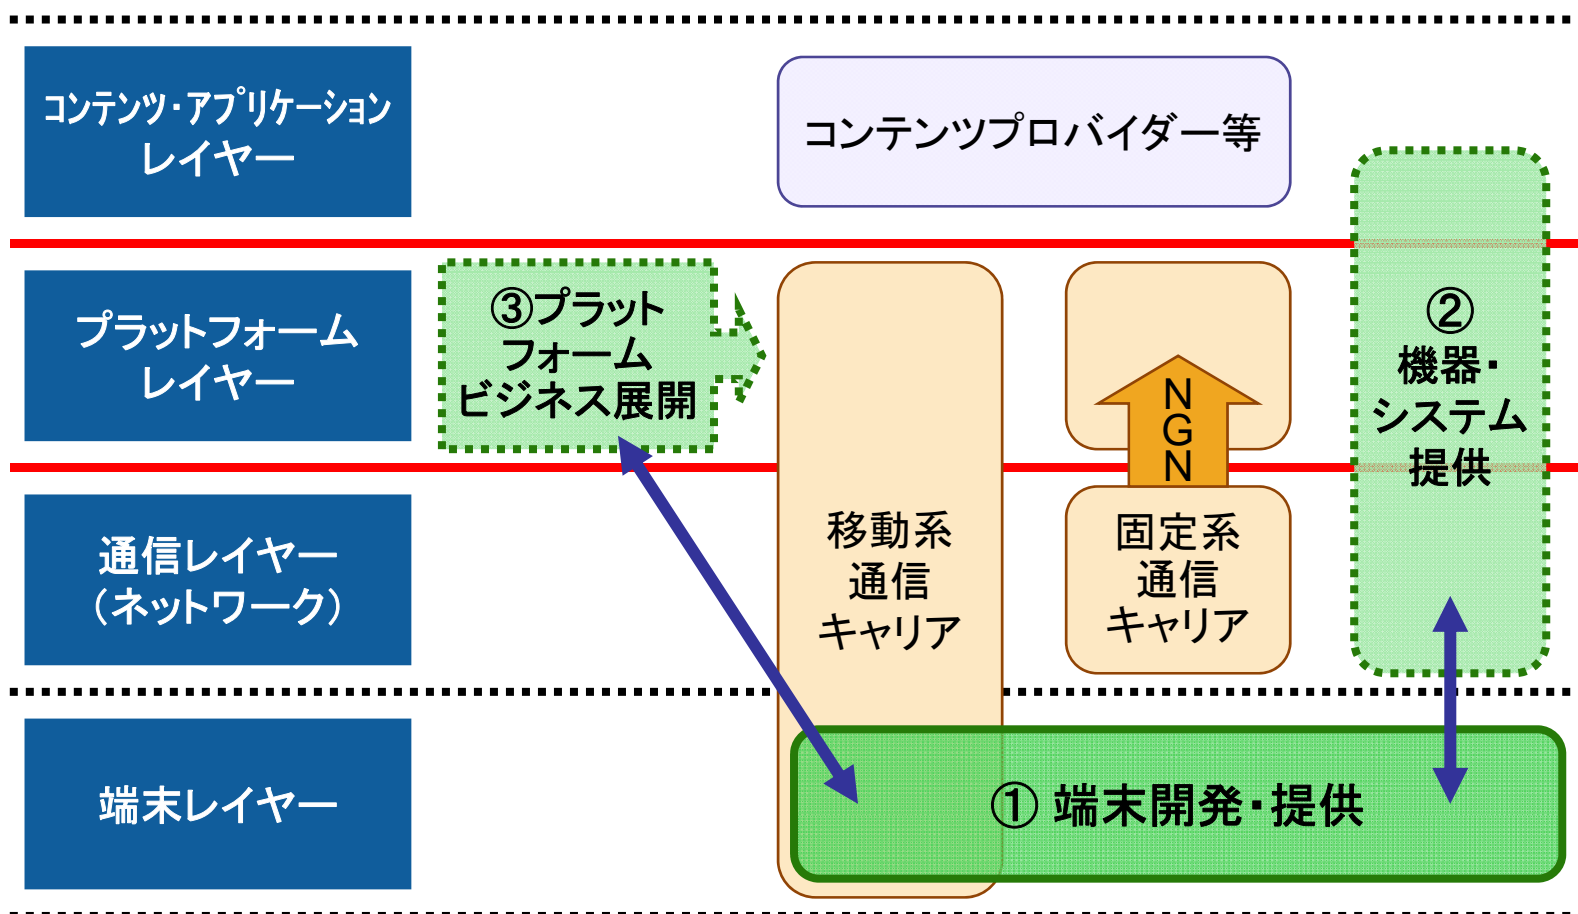 コンテンツ・アプリケーション
レイヤー
コンテンツプロバイダー等
プラットフォーム
レイヤー
③プラット
フォーム
ビジネス展開
N
G
N
②
機器・
システム
提供
通信レイヤー
（ネットワーク）
移動系
通信
キャリア
固定系
通信
キャリア
端末レイヤー
① 端末開発・提供